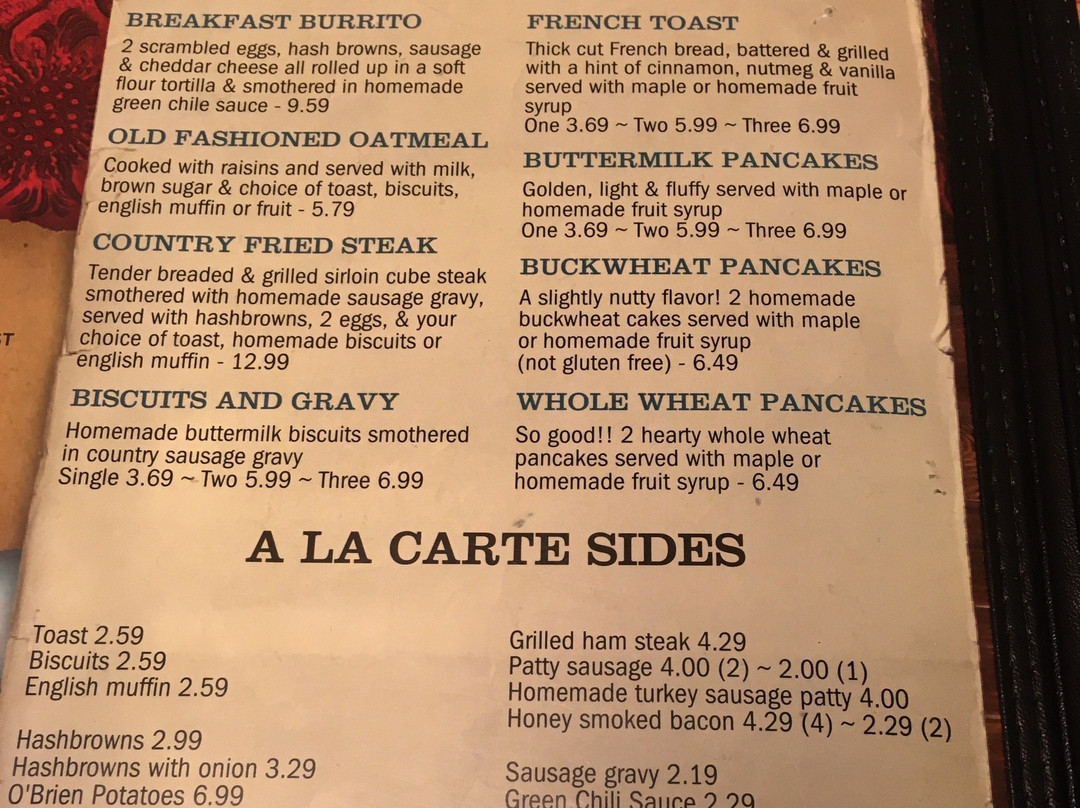 BREAKFAST BURRITO
2 scrambled eggs, hash browns, sausage
& cheddar cheese all rolled up in a soft
flour tortilla & smothered in homemade
green chile sauce - 9.59
OLD FASHIONED OATMEAL
Cooked with raisins and served with milk,
brown sugar & choice of toast, biscuits,
english muffin or fruit - 5.79
COUNTRY FRIED STEAK
Tender breaded & grilled sirloin cube steak
smothered with homemade sausage gravy,
served with hashbrowns, 2 eggs, & your
choice of toast, homemade biscuits or
english muffin - 12.99
BISCUITS AND GRAVY
Homemade buttermilk biscuits smothered
in country sausage gravy
Single 3.69 ~ Two 5.99 ~ Three 6.99
FRENCH TOAST
Thick cut French bread, battered & grilled
with a hint of cinnamon, nutmeg & vanilla
served with maple or homemade fruit
syrup
One 3.69 ~ Two 5.99 ~ Three 6.99
BUTTERMILK PANCAKES
Golden, light & fluffy served with maple or
homemade fruit syrup
One 3.69 ~ Two 5.99 ~ Three 6.99
BUCKWHEAT PANCAKES
A slightly nutty flavor! 2 homemade
buckwheat cakes served with maple
or homemade fruit syrup
(not gluten free) - 6.49
WHOLE WHEAT PANCAKES
So good!! 2 hearty whole wheat
pancakes served with maple or
homemade fruit syrup - 6.49
A LA CARTE SIDES
Toast 2.59
Biscuits 2.59
English muffin 2.59
Hashbrowns 2.99
Hashbrowns with onion 3.29
O'Brien Potatoes 6.99
Grilled ham steak 4.29
Patty sausage 4.00 (2) ~ 2.00 (1)
Homemade turkey sausage patty 4.00
Honey smoked bacon 4.29 (4) ~ 2.29 (2)
Sausage gravy 2.19
Green Chili Sauce 2.29